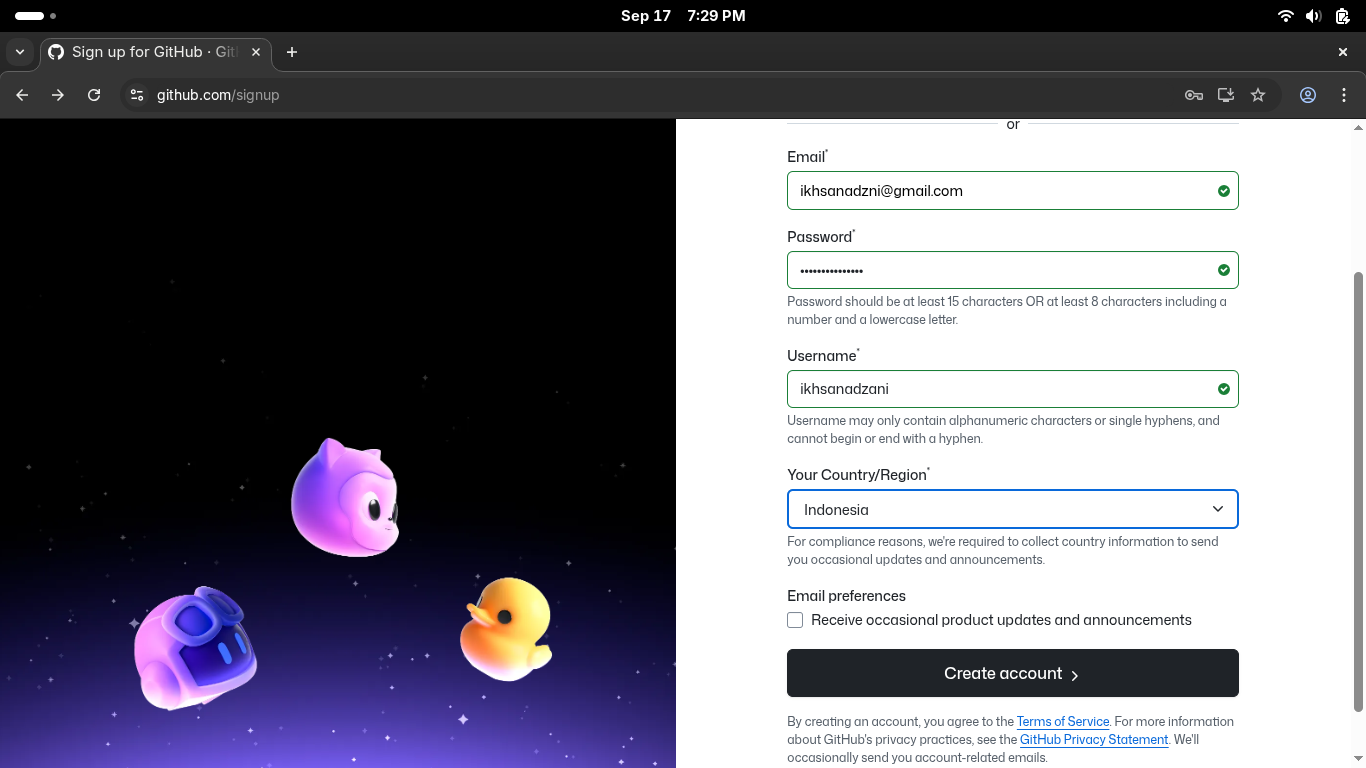 Sep 17 7:29 PM
Sign up for GitHub · Git
github.com/signup
or
Email*
ikhsanadzni@gmail.com
Password*
•••••••••••••••
Password should be at least 15 characters OR at least 8 characters including a
number and a lowercase letter.
Username*
ikhsanadzani
Username may only contain alphanumeric characters or single hyphens, and
cannot begin or end with a hyphen.
Your Country/Region*
Indonesia
For compliance reasons, we're required to collect country information to send
you occasional updates and announcements.
Email preferences
Receive occasional product updates and announcements
Create account
By creating an account, you agree to the Terms of Service. For more information
about GitHub's privacy practices, see the GitHub Privacy Statement. We'll
occasionally send you account-related emails.